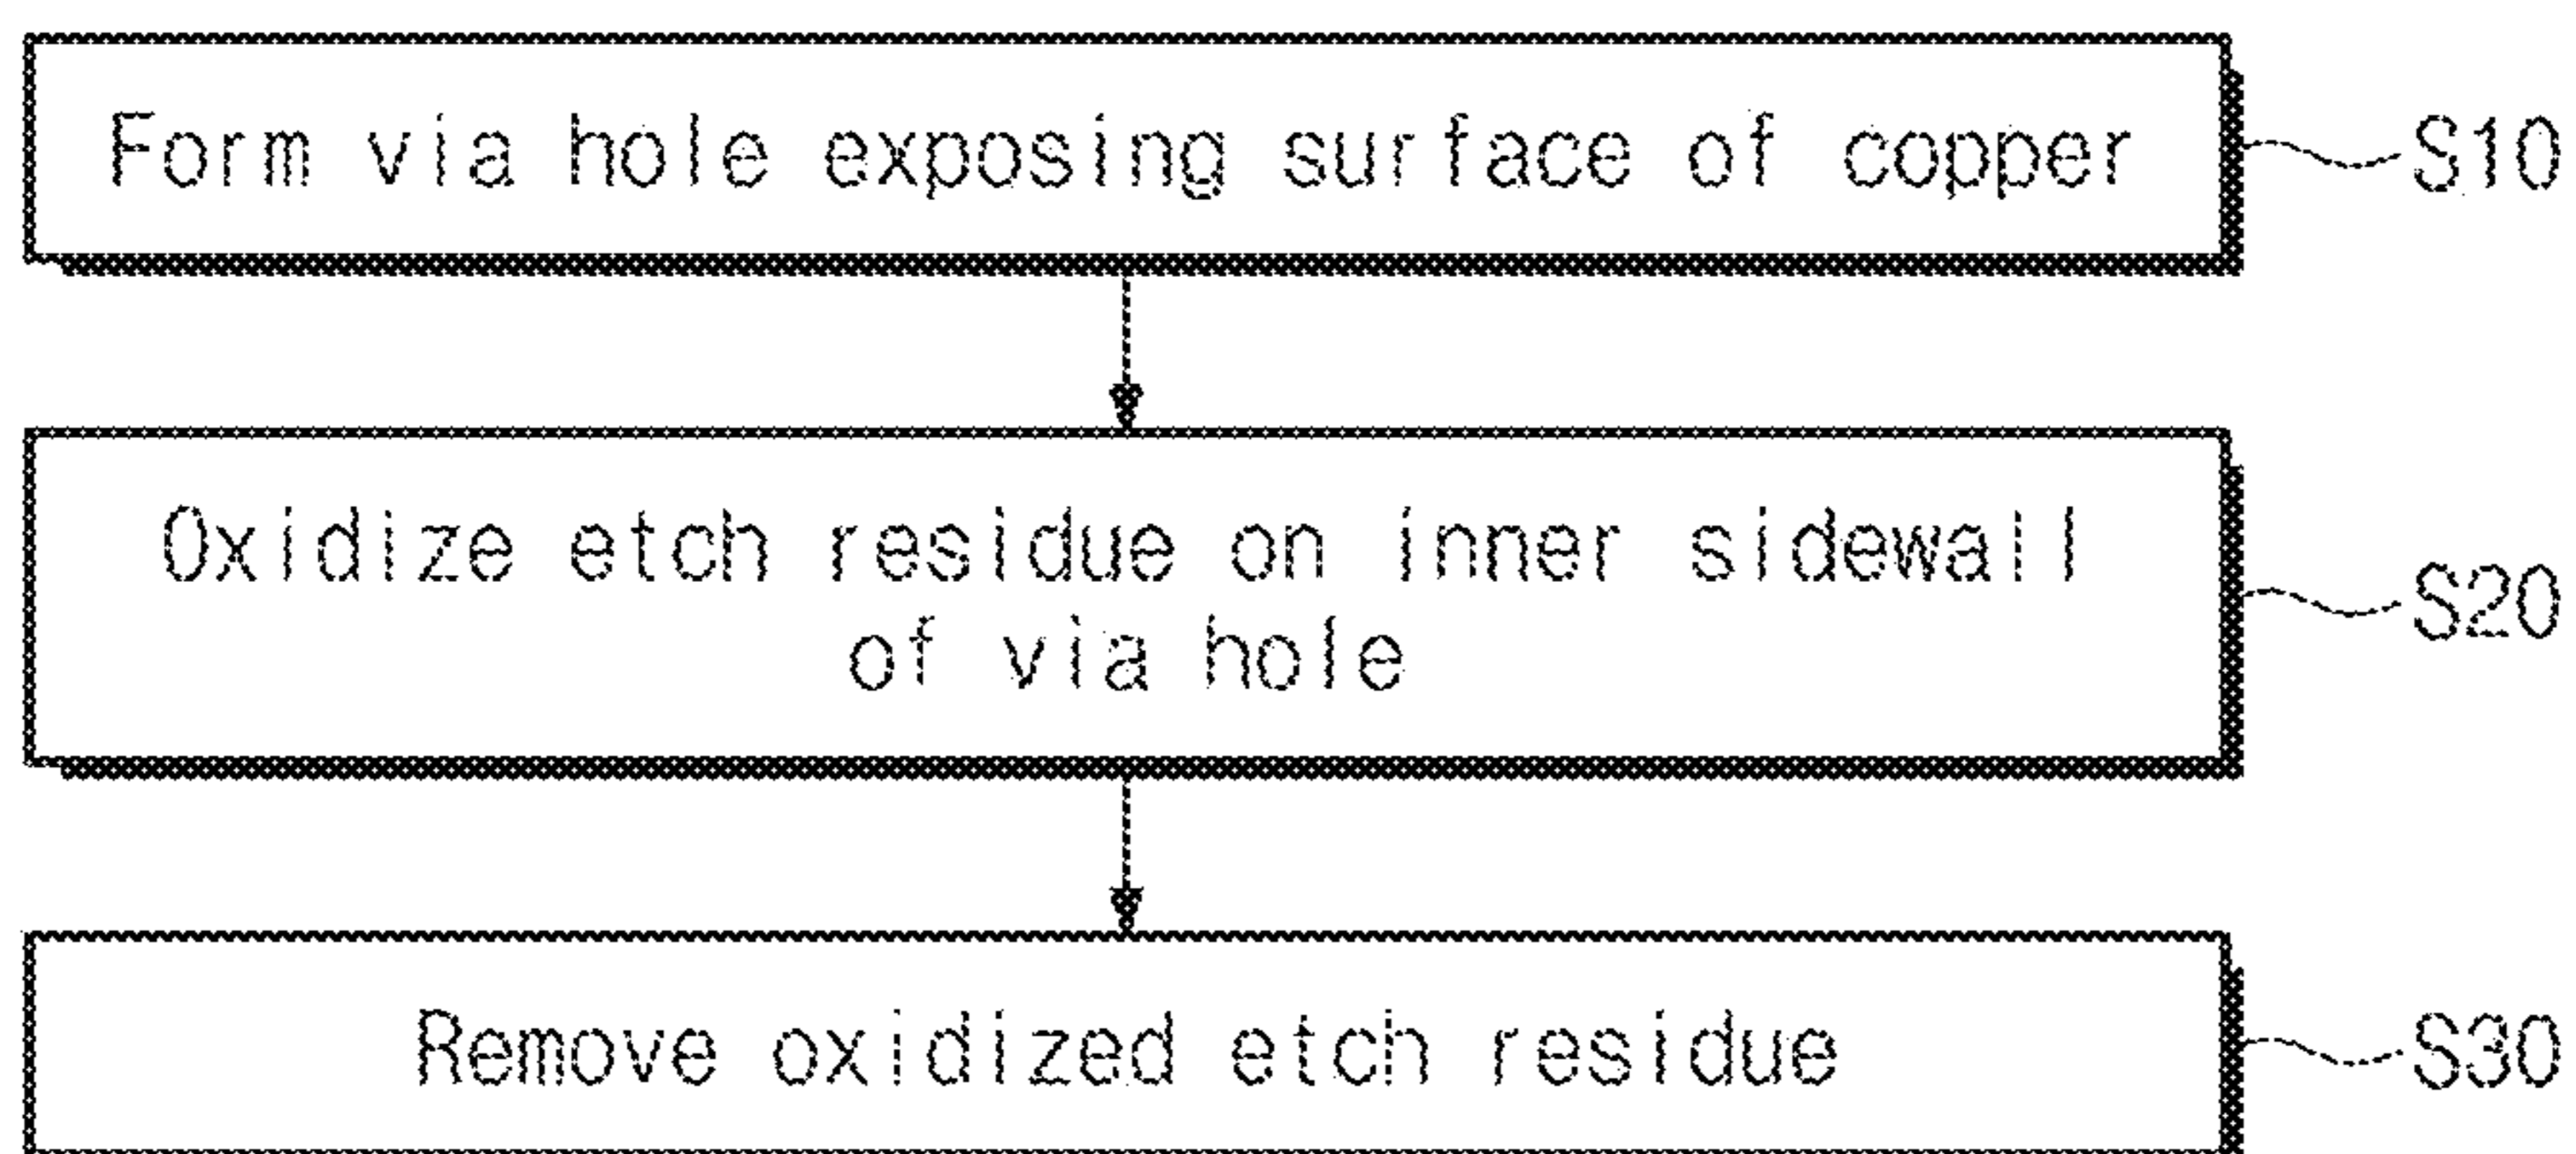 Form via hole exposing surface of copper
S10
Oxidize etch residue on inner sidewall
of via hole
S20
Remove oxidized etch residue
S30